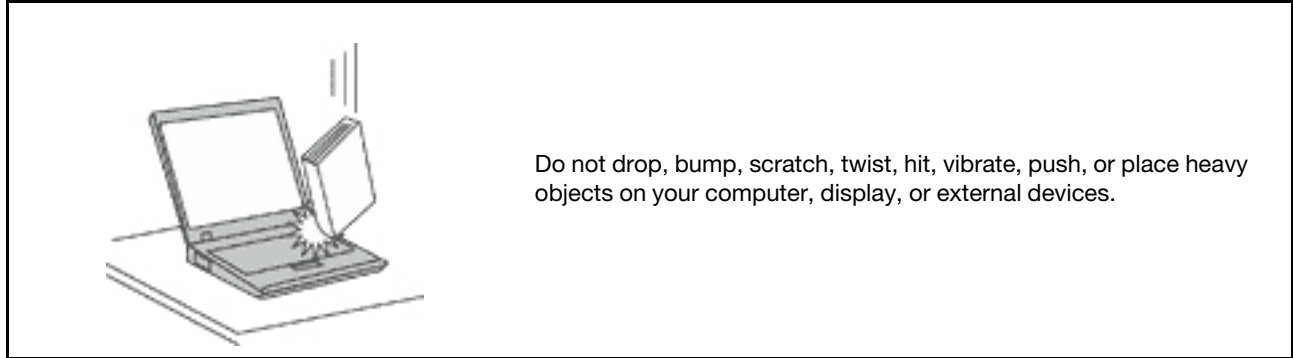 Do not drop, bump, scratch, twist, hit, vibrate, push, or place heavy
objects on your computer, display, or external devices.